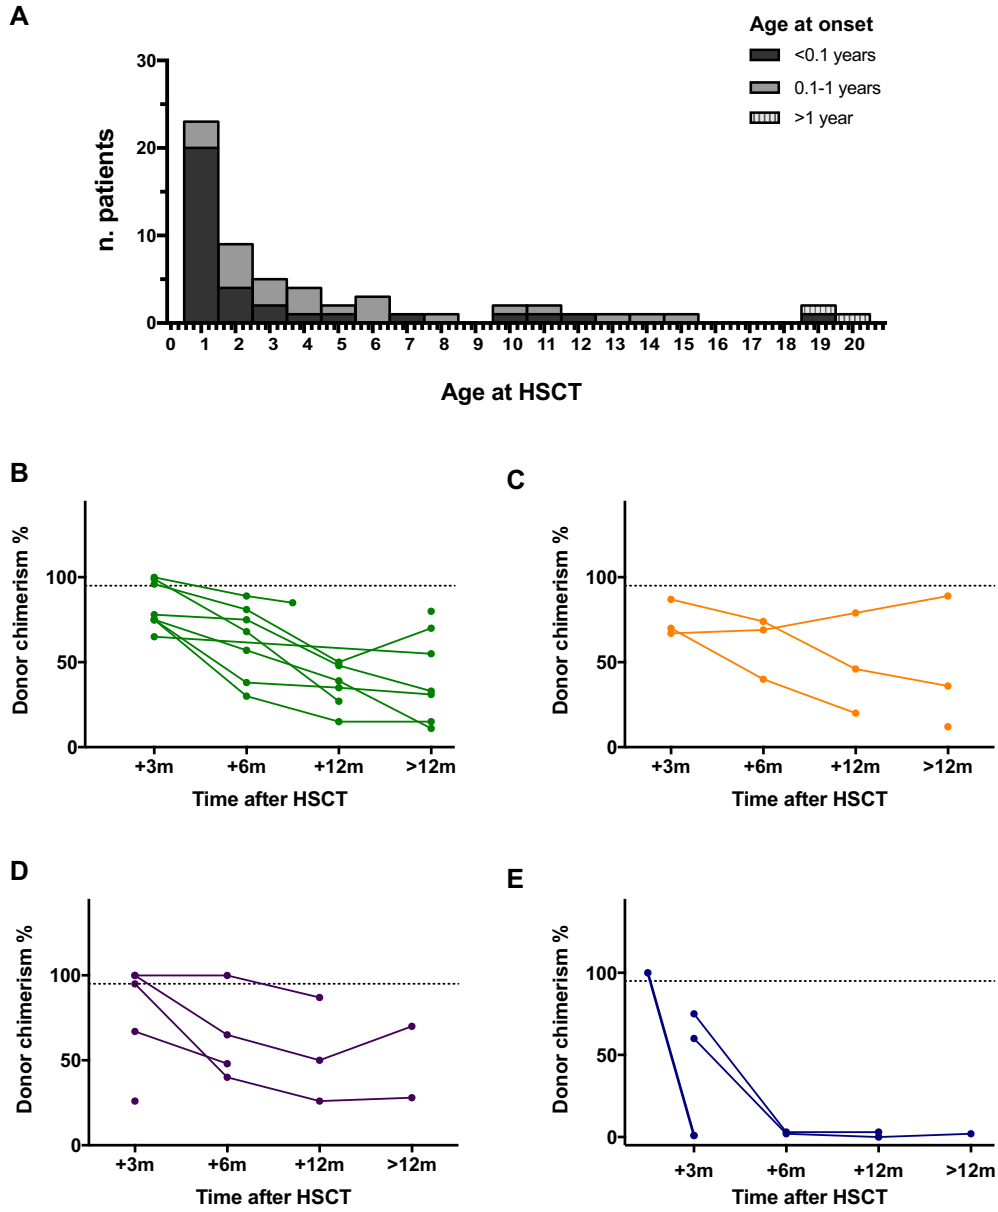 A
Age at onset
<0.1 years
0.1-1 years
>1 year
n. patients
30
20
10
0
0 1 2 3 4 5 6 7 8 9 10 11 12 13 14 15 16 17 18 19 20
Age at HSCT
B
Donor chimerism %
100
50
0
+3m +6m +12m >12m
Time after HSCT
C
Donor chimerism %
100
50
0
+3m +6m +12m >12m
Time after HSCT
D
Donor chimerism %
100
50
0
+3m +6m +12m >12m
Time after HSCT
E
Donor chimerism %
100
50
0
+3m +6m +12m >12m
Time after HSCT